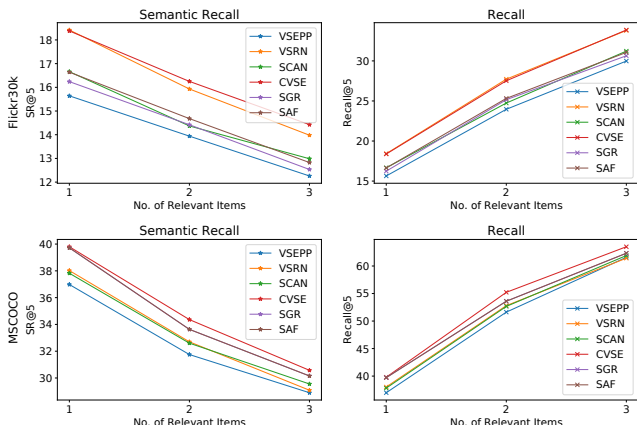 Semantic Recall
Flickr30k
SR@5
18
17
16
15
14
13
12
VSEPP
VSRN
SCAN
CVSE
SGR
SAF
1 2 3
No. of Relevant Items
Recall
Recall@5
30
25
20
15
VSEPP
VSRN
SCAN
CVSE
SGR
SAF
1 2 3
No. of Relevant Items
Semantic Recall
MSCOCO
SR@5
40
38
36
34
32
30
VSEPP
VSRN
SCAN
CVSE
SGR
SAF
1 2 3
No. of Relevant Items
Recall
Recall@5
60
50
40
VSEPP
VSRN
SCAN
CVSE
SGR
SAF
1 2 3
No. of Relevant Items